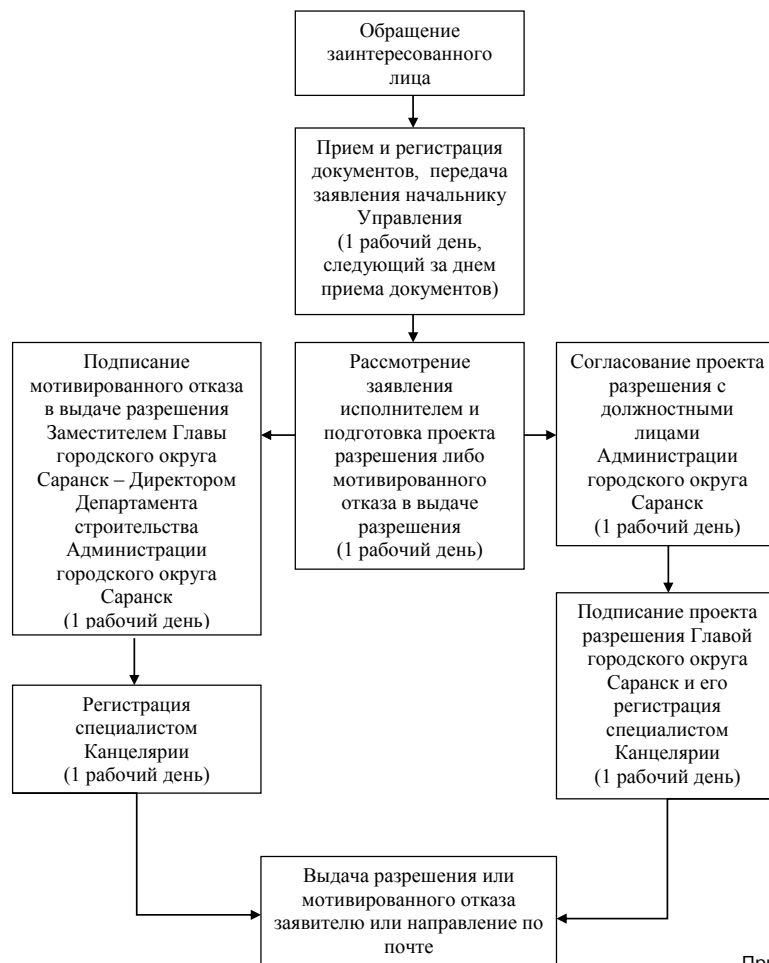 Обращение
заинтересованного
лица
Прием и регистрация
документов, передача
заявления начальнику
Управления
(1 рабочий день,
следующий за днем
приема документов)
Подписание
мотивированного отказа
в выдаче разрешения
Заместителем Главы
городского округа
Саранск – Директором
Департамента
строительства
Администрации
городского округа
Саранск
(1 рабочий день)
Рассмотрение
заявления
исполнителем и
подготовка проекта
разрешения либо
мотивированного
отказа в выдаче
разрешения
(1 рабочий день)
Согласование проекта
разрешения с
должностными
лицами
Администрации
городского округа
Саранск
(1 рабочий день)
Регистрация
специалистом
Канцелярии
(1 рабочий день)
Подписание проекта
разрешения Главой
городского округа
Саранск и его
регистрация
специалистом
Канцелярии
(1 рабочий день)
Выдача разрешения или
мотивированного отказа
заявителю или направление по
почте